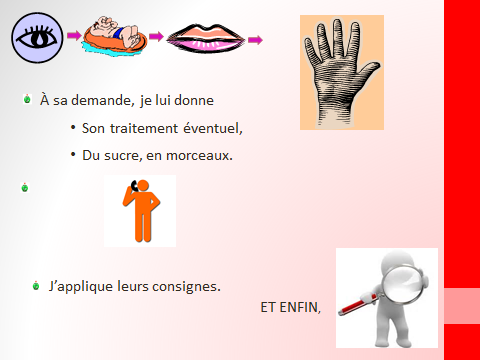 À sa demande, je lui donne
• Son traitement éventuel,
• Du sucre, en morceaux.
J’applique leurs consignes.
ET ENFIN,